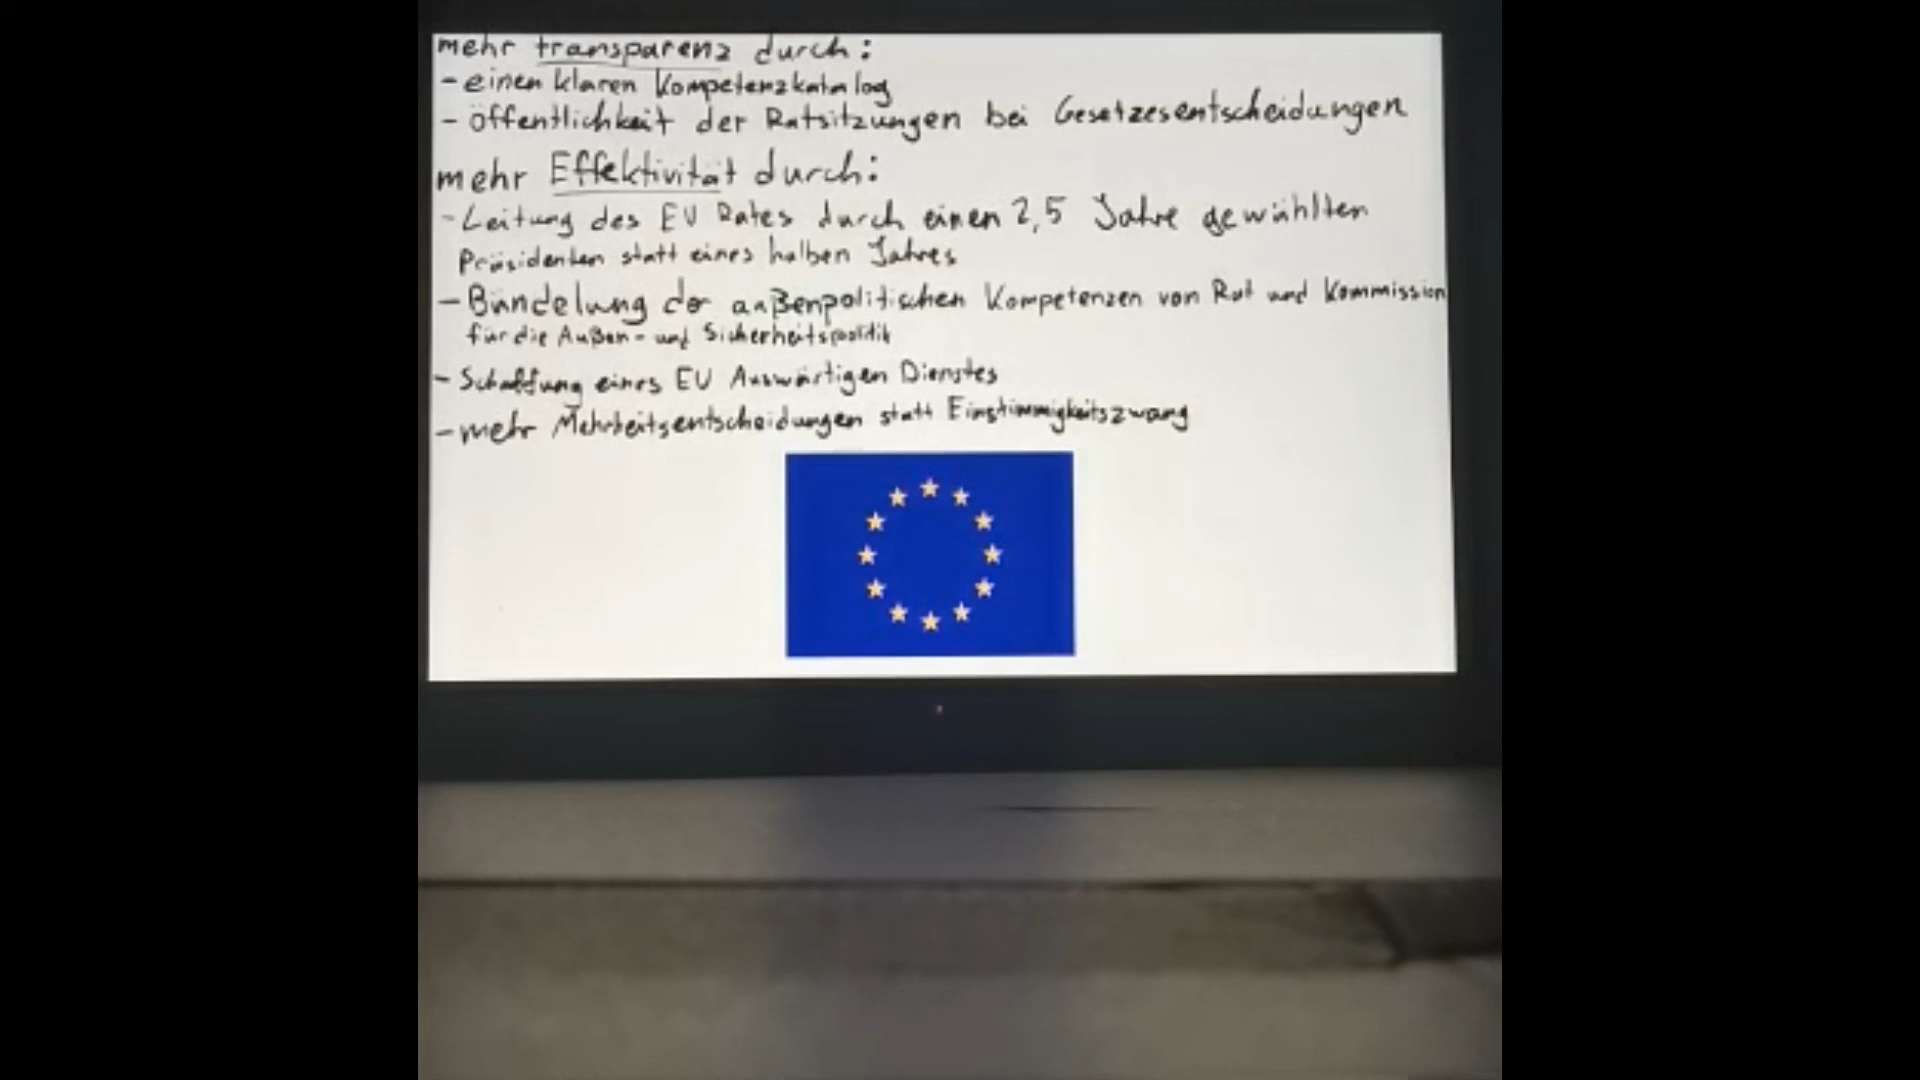 mehr transparenz durch:
- einen klaren Kompetenzkatalog
- öffentlichkeit der Ratsitzungen bei Gesetzesentscheidungen
mehr Effektivität durch:
- Leitung des EU Rates durch einen 2,5 Jahre gewählten
Präsidenten statt eines halben Jahres
- Bündelung der außenpolitischen Kompetenzen von Rat und Kommission
für die Außen- und Sicherheitspolitik
- Schaffung eines EU Auswärtigen Dienstes
- mehr Mehrheitsentscheidungen statt Einstimmigkeitszwang